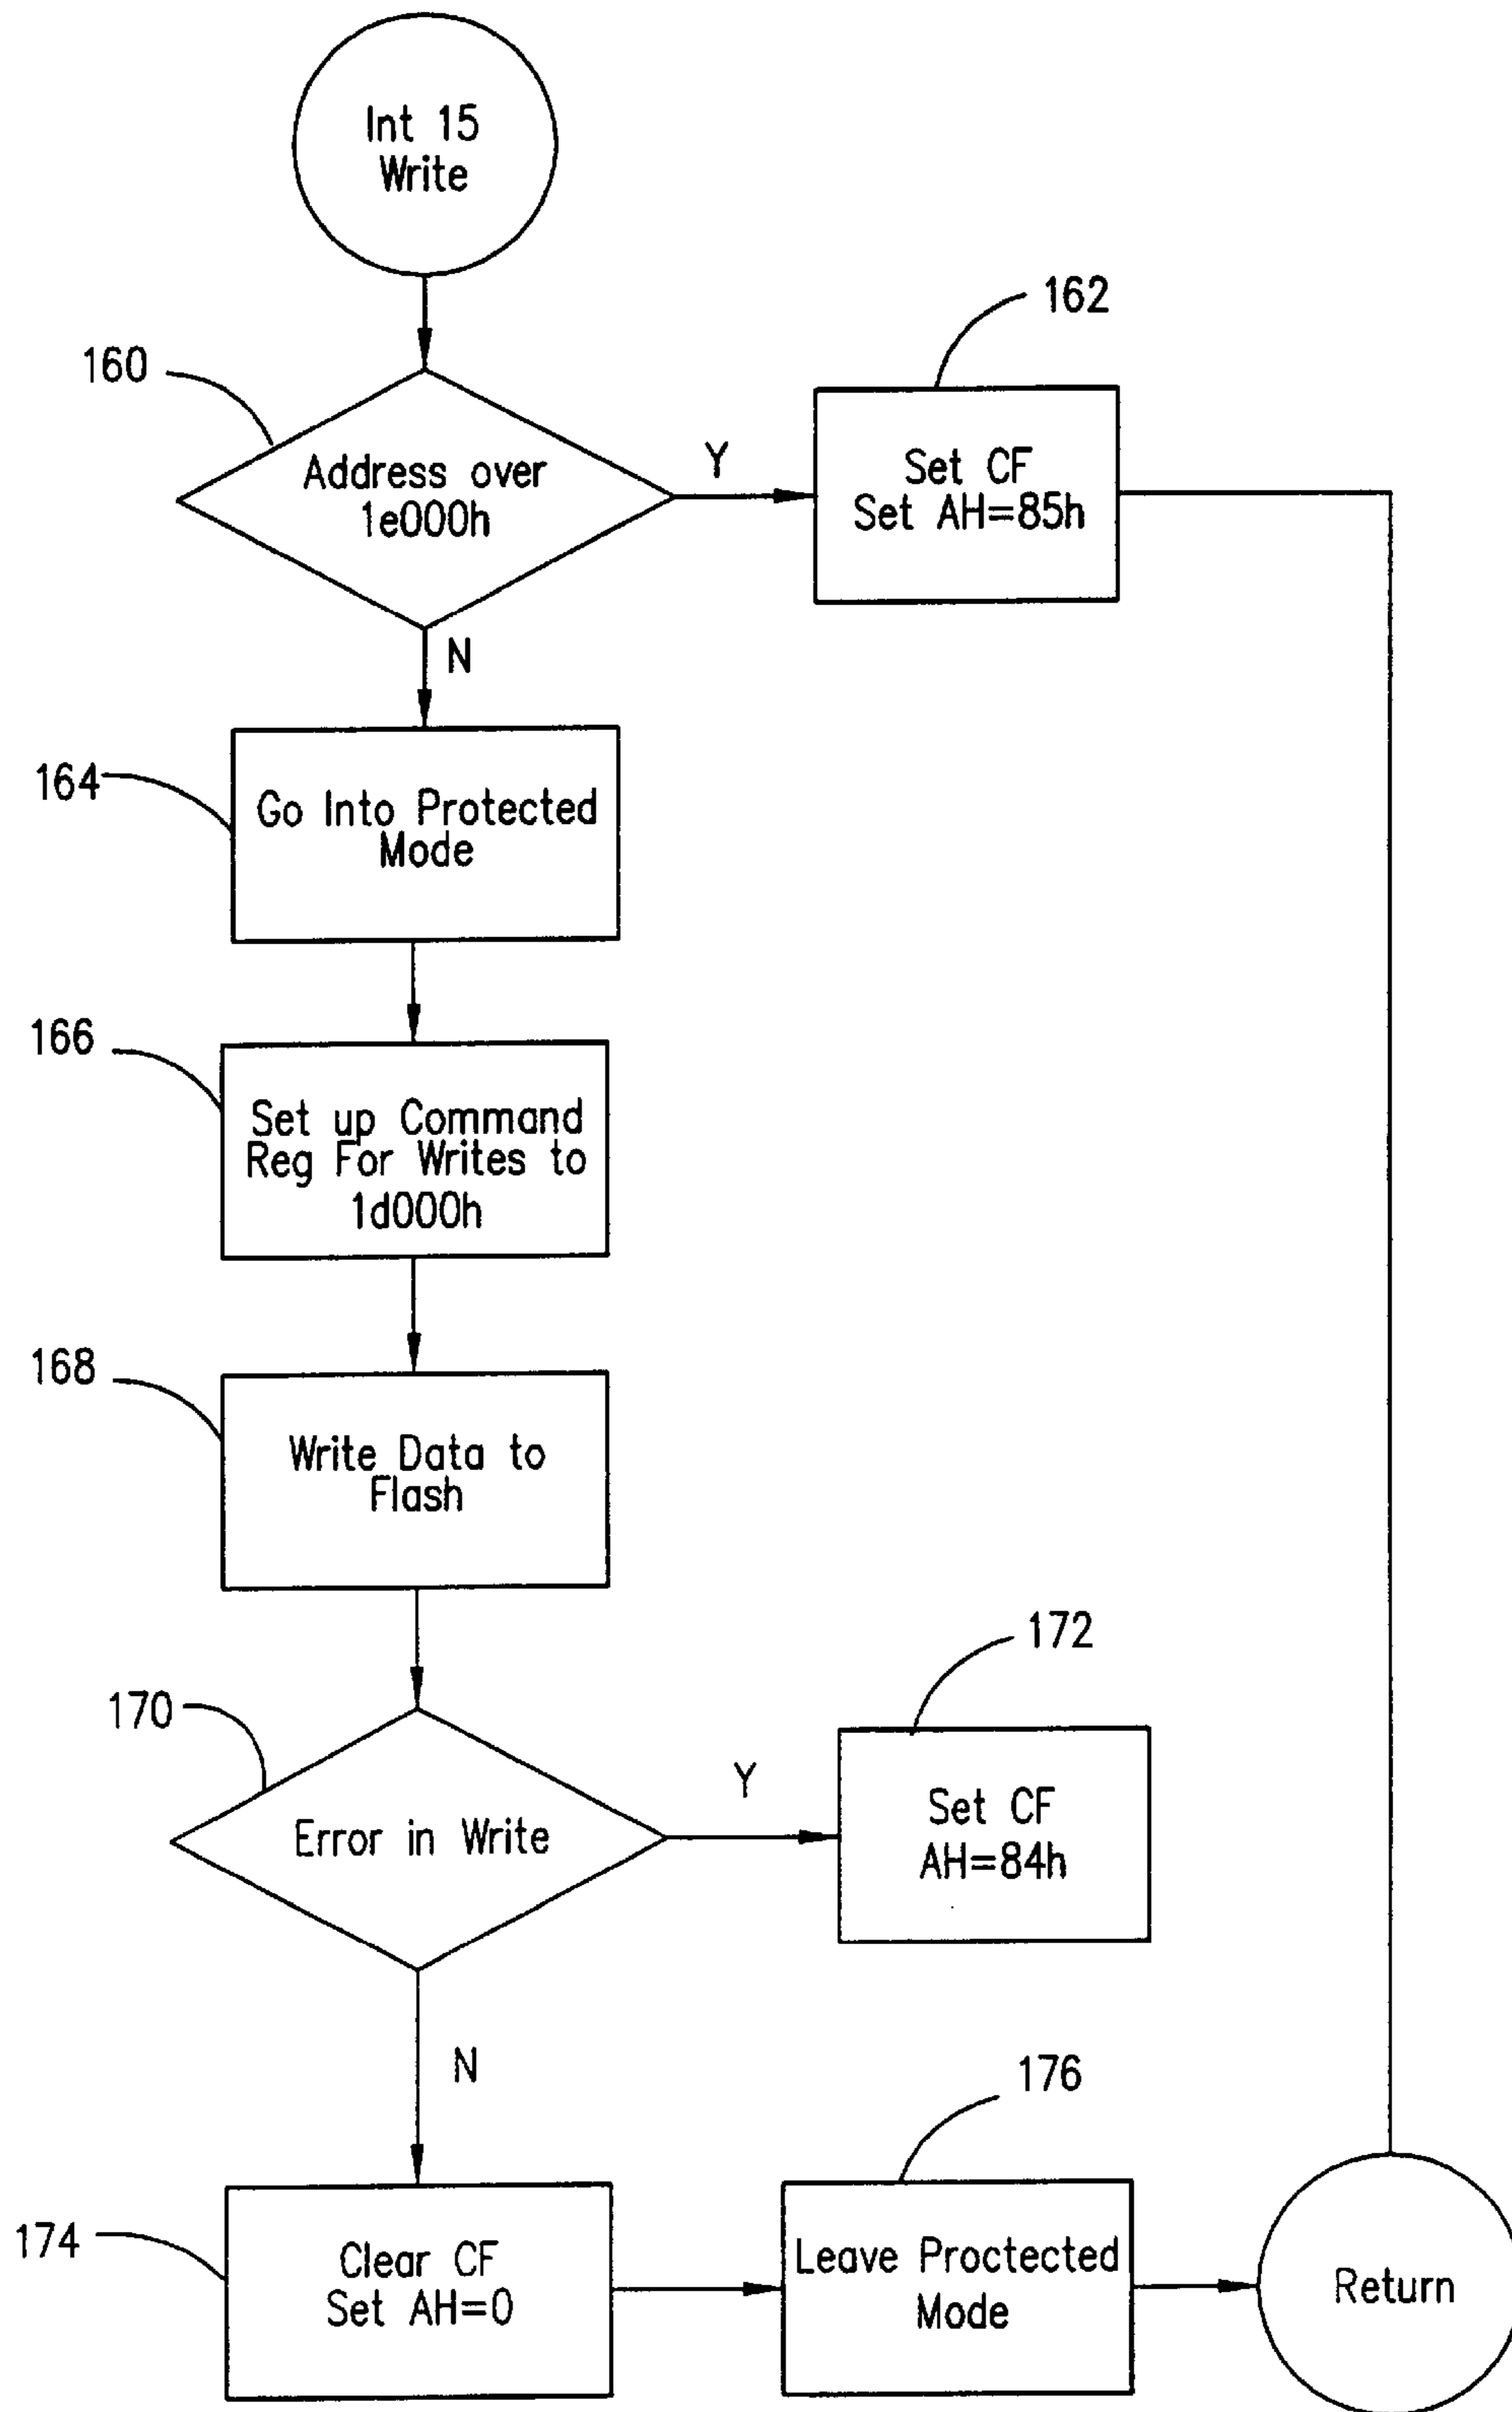 Int 15
Write
162
160
Address over
1e000h
Y
Set CF
Set AH=85h
N
164
Go Into Protected
Mode
166
Set up Command
Reg For Writes to
1d000h
168
Write Data to
Flash
172
170
Error in Write
Y
Set CF
AH=84h
N
176
174
Clear CF
Set AH=0
Leave Proctected
Mode
Return